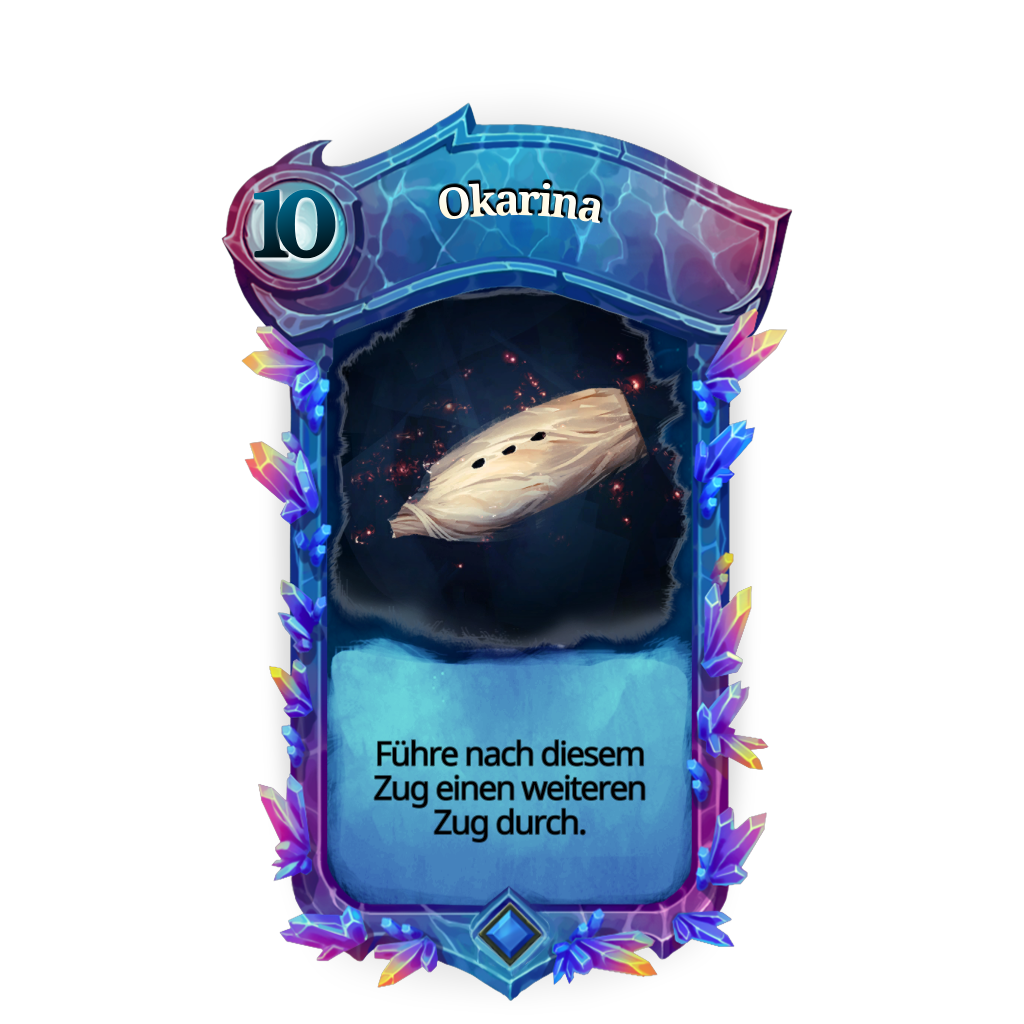 10
Okarina
Führe nach diesem
Zug einen weiteren
Zug durch.